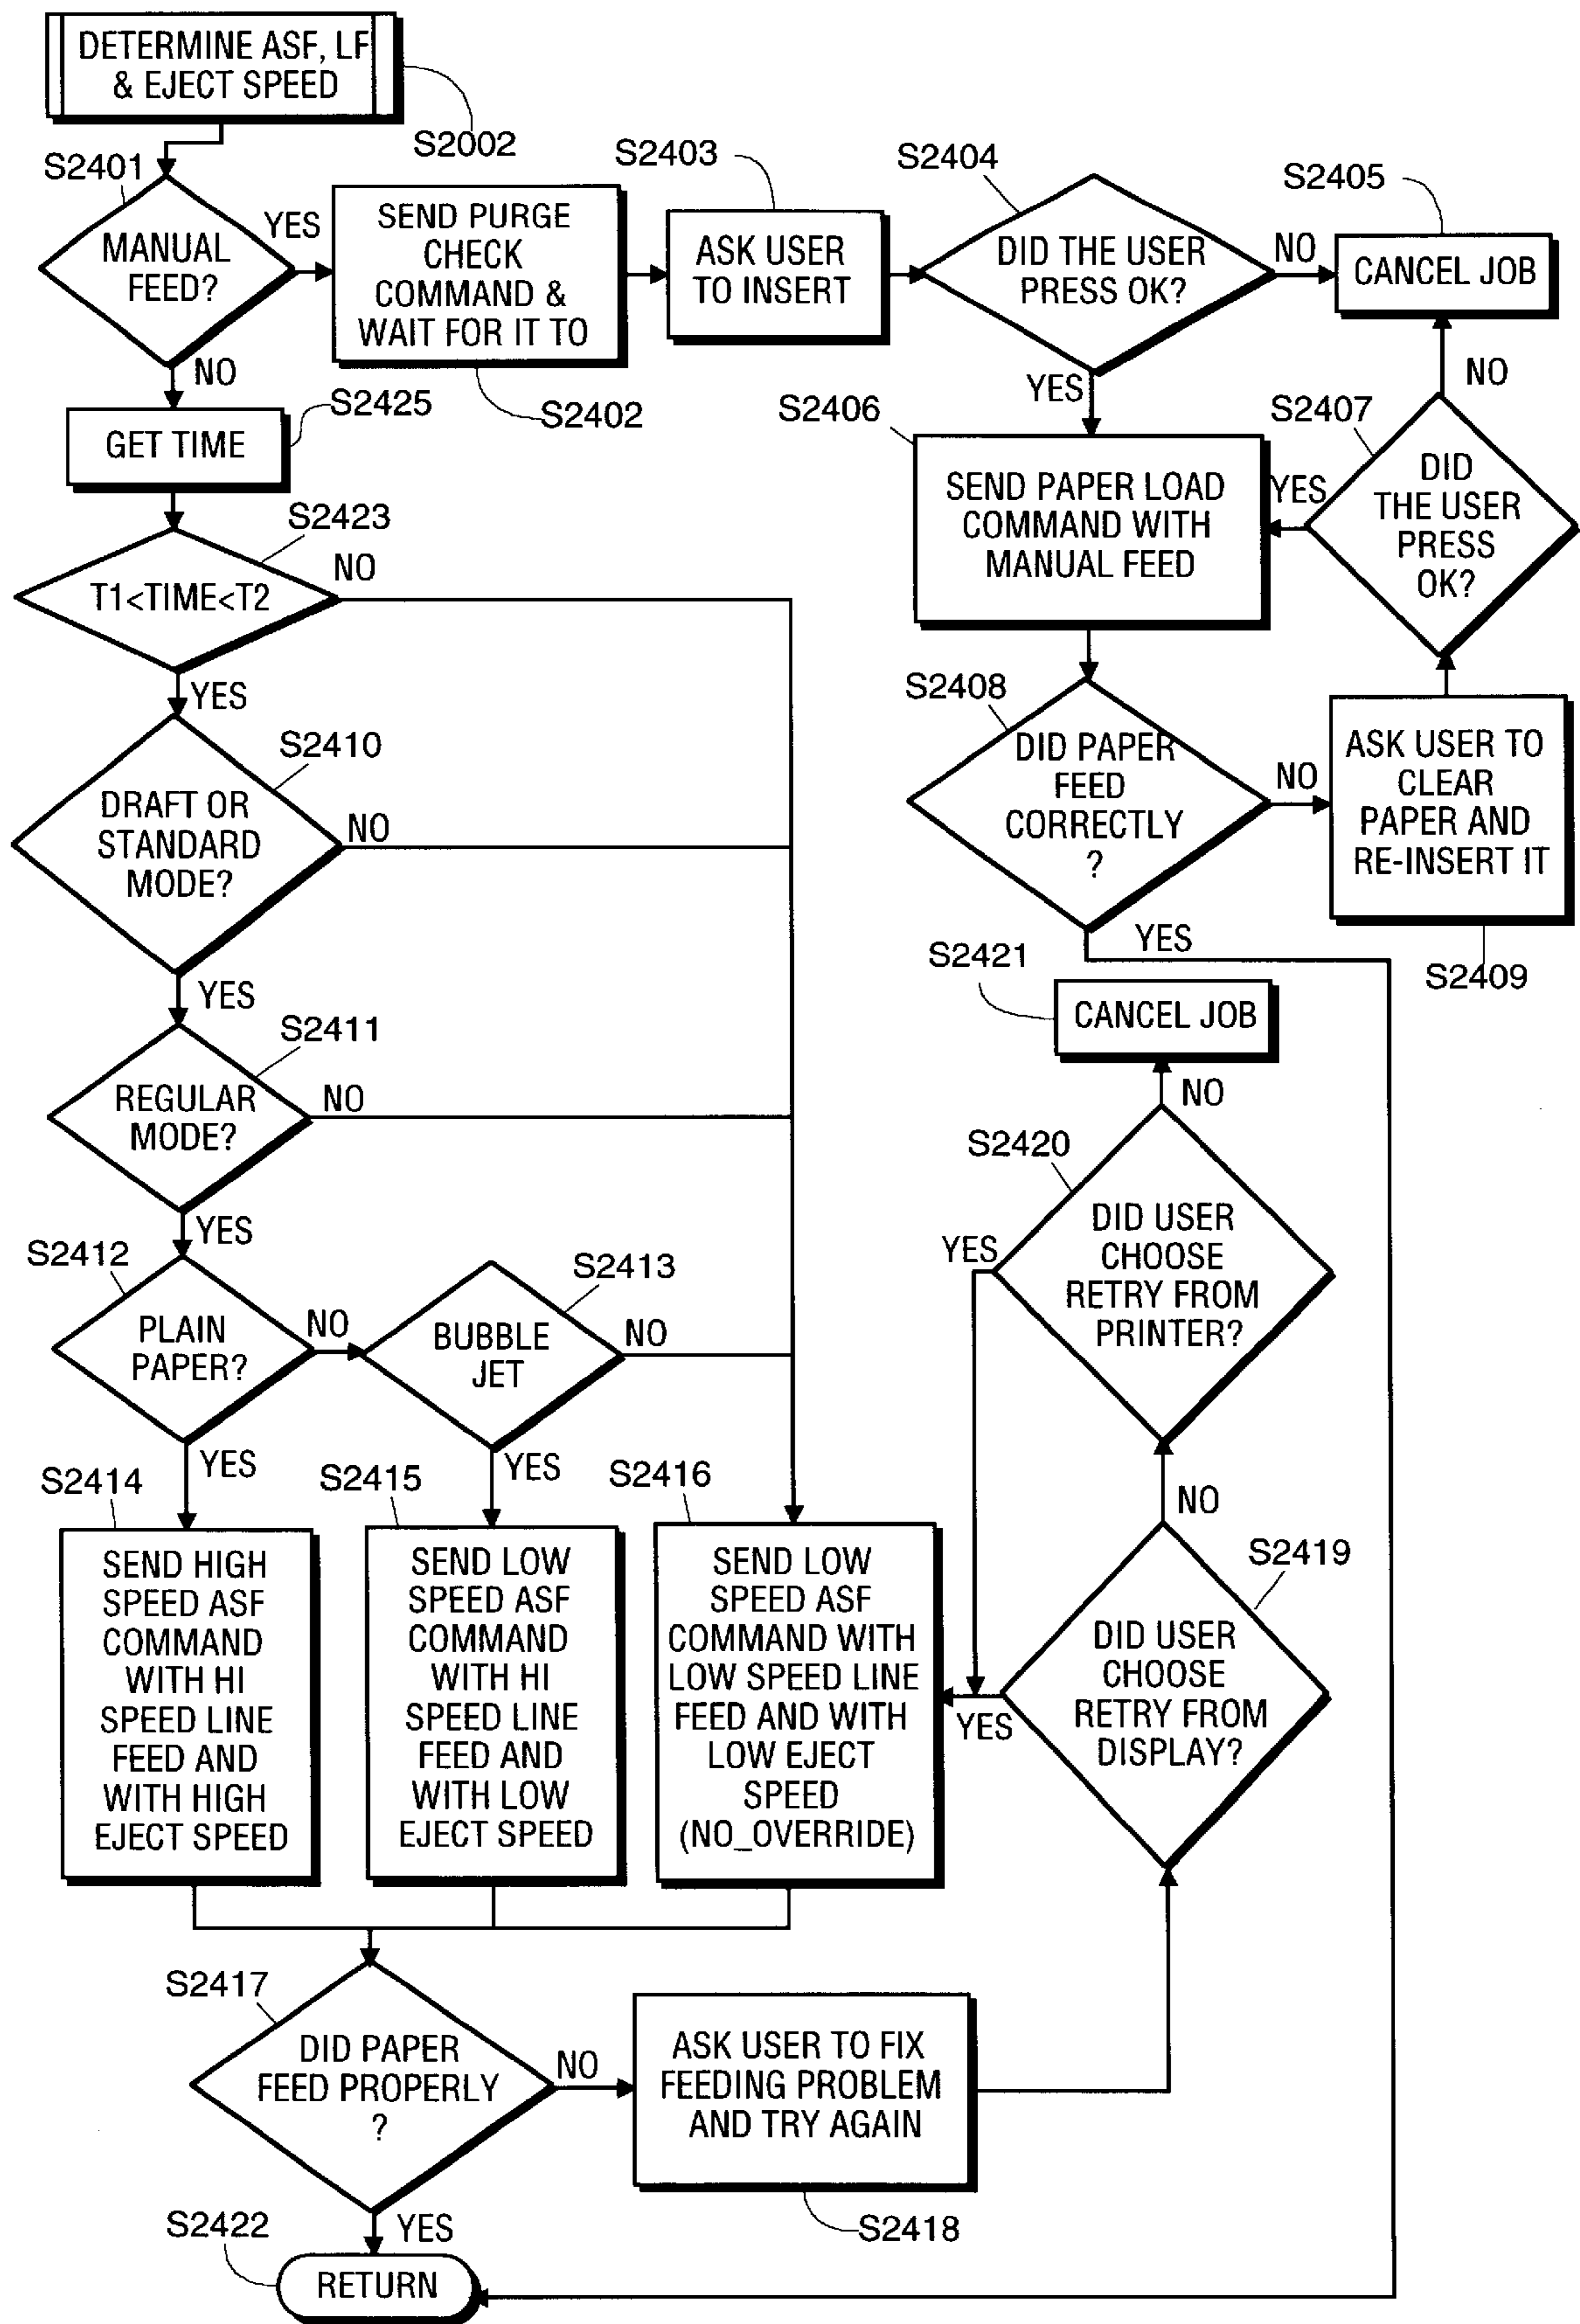 DETERMINE ASF, LF
& EJECT SPEED
S2002
S2401
MANUAL
FEED?
YES
NO
SEND PURGE
CHECK
COMMAND &
WAIT FOR IT TO
S2402
S2403
ASK USER
TO INSERT
S2404
DID THE USER
PRESS OK?
NO
YES
S2405
CANCEL JOB
S2425
GET TIME
S2406
SEND PAPER LOAD
COMMAND WITH
MANUAL FEED
S2407
DID
THE USER
PRESS
OK?
NO
YES
S2423
T1<TIME<T2
NO
YES
S2408
DID PAPER
FEED
CORRECTLY
?
NO
YES
ASK USER TO
CLEAR
PAPER AND
RE-INSERT IT
S2409
S2410
DRAFT OR
STANDARD
MODE?
NO
YES
S2421
CANCEL JOB
NO
S2411
REGULAR
MODE?
NO
YES
S2420
DID USER
CHOOSE
RETRY FROM
PRINTER?
YES
NO
S2412
PLAIN
PAPER?
NO
YES
S2413
BUBBLE
JET
NO
YES
S2414
SEND HIGH
SPEED ASF
COMMAND
WITH HI
SPEED LINE
FEED AND
WITH HIGH
EJECT SPEED
S2415
SEND LOW
SPEED ASF
COMMAND
WITH HI
SPEED LINE
FEED AND
WITH LOW
EJECT SPEED
S2416
SEND LOW
SPEED ASF
COMMAND WITH
LOW SPEED LINE
FEED AND WITH
LOW EJECT
SPEED
(NO_OVERRIDE)
S2419
DID USER
CHOOSE
RETRY FROM
DISPLAY?
YES
S2417
DID PAPER
FEED PROPERLY
?
NO
YES
ASK USER TO FIX
FEEDING PROBLEM
AND TRY AGAIN
S2418
S2422
RETURN